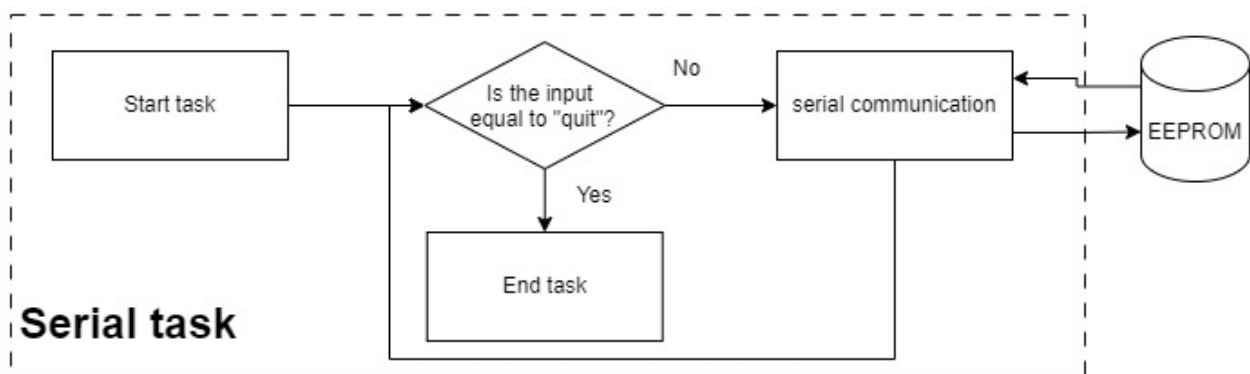 Start task
Is the input
equal to "quit"?
No
serial communication
EEPROM
Yes
End task
Serial task